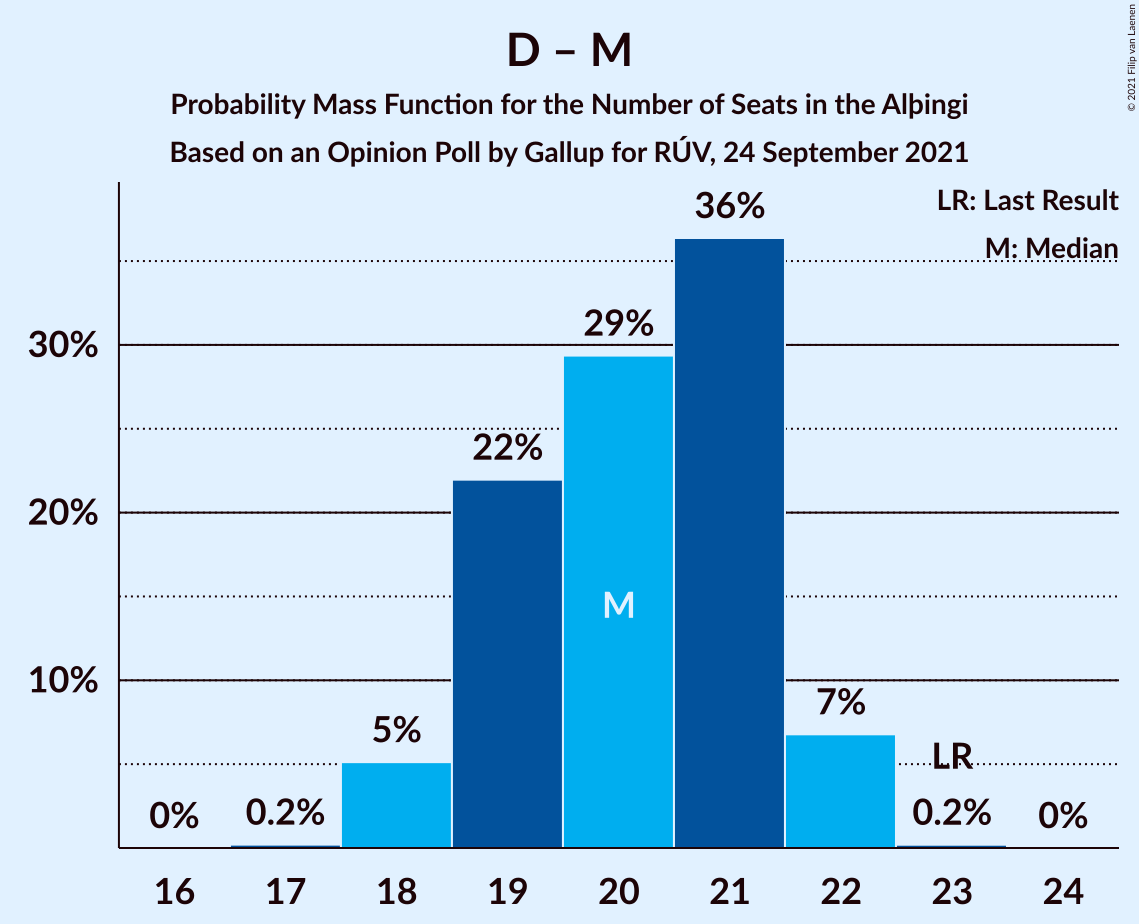 D – M
Probability Mass Function for the Number of Seats in the Alþingi
Based on an Opinion Poll by Gallup for RÚV, 24 September 2021
© 2021 Filip van Laenen
LR: Last Result
M: Median
36%
29%
30%
22%
20%
M
10%
7%
5%
LR
0%
0.2%
0.2%
0%
16 17 18 19 20 21 22 23 24